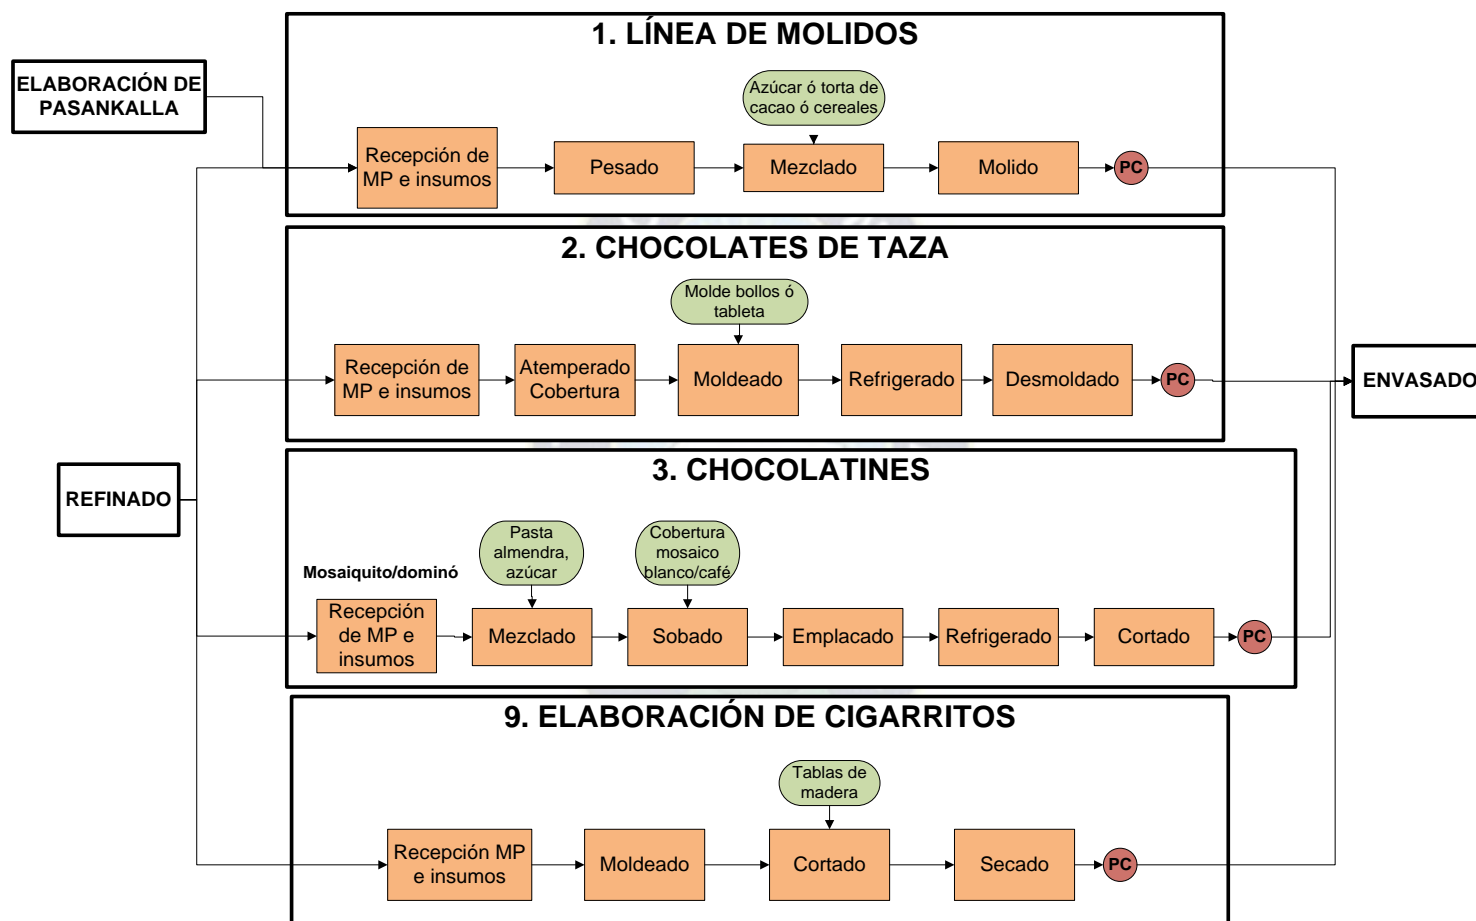 1. LÍNEA DE MOLIDOS
ELABORACIÓN DE
PASANKALLA
Azúcar ó torta de
cacao ó cereales
Recepción de
MP e insumos
Pesado
Mezclado
Molido
PC
2. CHOCOLATES DE TAZA
Molde bollos ó
tableta
Recepción de
MP e insumos
Atemperado
Cobertura
Moldeado
Refrigerado
Desmoldado
PC
ENVASADO
REFINADO
3. CHOCOLATINES
Pasta
almendra,
azúcar
Cobertura
mosaico
blanco/café
Mosaiquito/dominó
Recepción
de MP e
insumos
Mezclado
Sobado
Emplacado
Refrigerado
Cortado
PC
9. ELABORACIÓN DE CIGARRITOS
Tablas de
madera
Recepción MP
e insumos
Moldeado
Cortado
Secado
PC